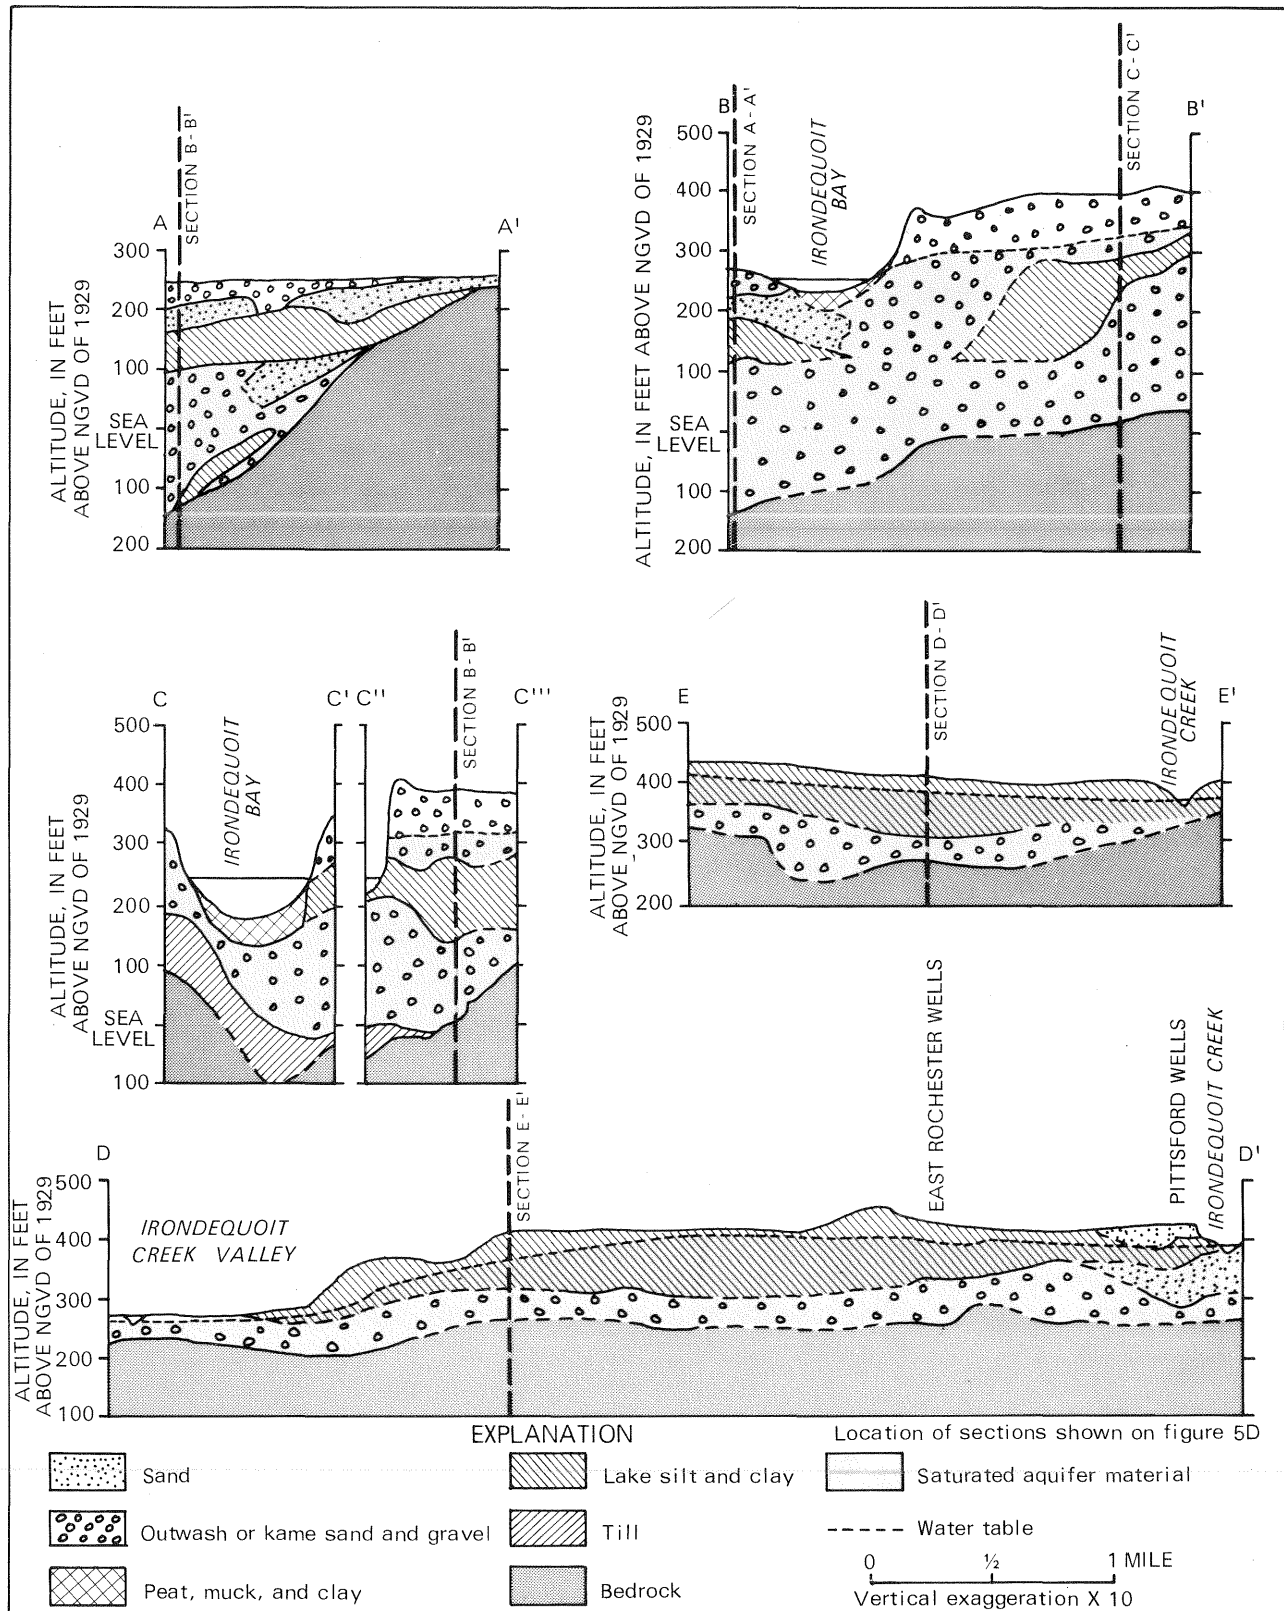 A
SECTION B-B'
A'
300
200
100
SEA
LEVEL
100
200
ALTITUDE, IN FEET
ABOVE NGVD OF 1929
B
SECTION A-A'
IRONDEQUOIT
BAY
SECTION C-C'
B'
500
400
300
200
100
SEA
LEVEL
100
200
ALTITUDE, IN FEET ABOVE NGVD OF 1929
C
IRONDEQUOIT
BAY
C'
C''
SECTION B-B'
C'''
500
400
300
200
100
SEA
LEVEL
100
ALTITUDE, IN FEET
ABOVE NGVD OF 1929
E
SECTION D-D'
IRONDEQUOIT
CREEK
E'
500
400
300
200
ALTITUDE, IN FEET
ABOVE NGVD OF 1929
D
IRONDEQUOIT
CREEK VALLEY
SECTION E-E'
EAST ROCHESTER WELLS
PITTSFORD WELLS
IRONDEQUOIT CREEK
D'
500
400
300
200
100
ALTITUDE, IN FEET
ABOVE NGVD OF 1929
EXPLANATION
Location of sections shown on figure 5D
Sand
Lake silt and clay
Saturated aquifer material
Outwash or kame sand and gravel
Till
Water table
Peat, muck, and clay
Bedrock
0 ½ 1 MILE
Vertical exaggeration X 10